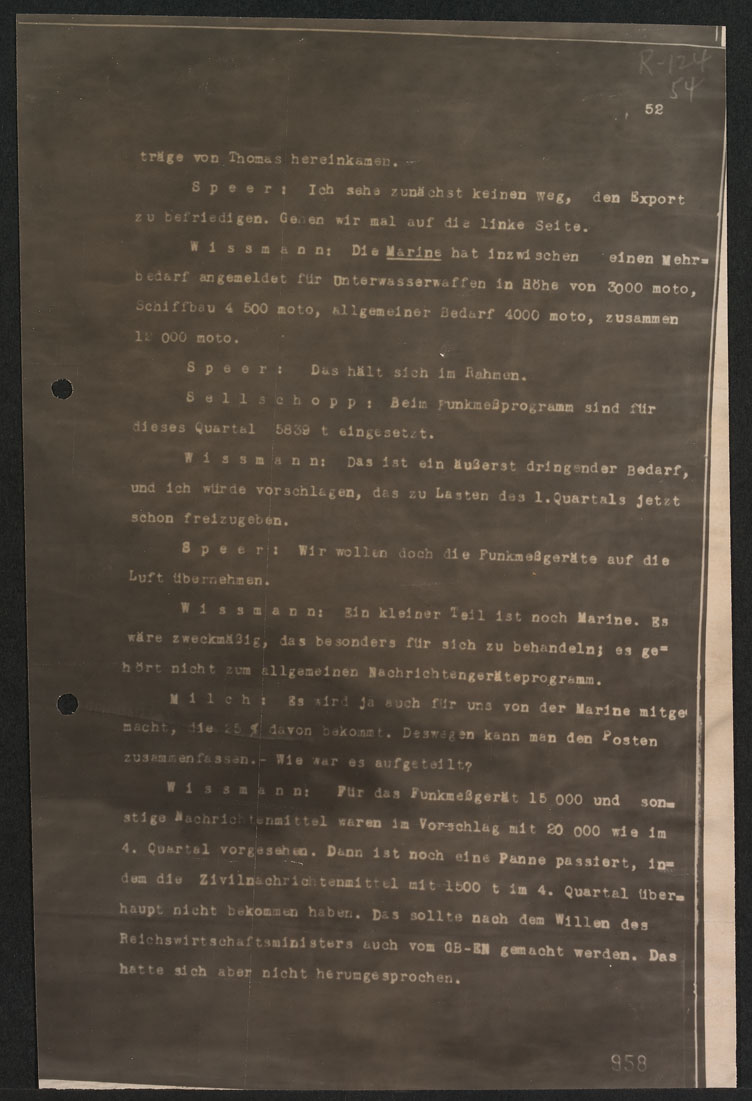 R-124
54
52
träge von Thomas hereinkamen.-
S p e e r : Ich sehe zunächst keinen Weg, den Export
zu befriedigen. Gehen wir mal auf die linke Seite.
W i s s m a n n: Die Marine hat inzwischen einen Mehr=
bedarf angemeldet für Unterwasserwaffen in Höhe von 3000 moto,
Schiffbau 4 500 moto, allgemeiner Bedarf 4000 moto, zusammen
12 000 moto.
S p e e r : Das hält sich im Rahmen.
S e l l s c h o p p : Beim Funkmeßprogramm sind für
dieses Quartal 5839 t eingesetzt.
W i s s m a n n: Das ist ein äußerst dringender Bedarf,
und ich würde vorschlagen, das zu Lasten des 1.Quartals jetzt
schon freizugeben.
S p e e r : Wir wollen doch die Funkmeßgeräte auf die
Luft übernehmen.
W i s s m a n n: Ein kleiner Teil ist noch Marine. Es
wäre zweckmäßig, das besonders für sich zu behandeln; es ge=
hört nicht zum allgemeinen Nachrichtengeräteprogramm.
M i l c h : Es wird ja auch für uns von der Marine mitge
macht, die 25 % davon bekommt. Deswegen kann man den Posten
zusammenfassen.- Wie war es aufgeteilt?
W i s s m a n n: Für das Funkmeßgerät 15 000 und son=
stige Nachrichtenmittel waren im Vorschlag mit 20 000 wie im
4. Quartal vorgesehen. Dann ist noch eine Panne passiert, in=
dem die Zivilnachrichtenmittel mit 1500 t im 4. Quartal über=
haupt nicht bekommen haben. Das sollte nach dem Willen des
Reichswirtschaftsministers auch vom GB-EN gemacht werden. Das
hatte sich aber nicht herumgesprochen.
958